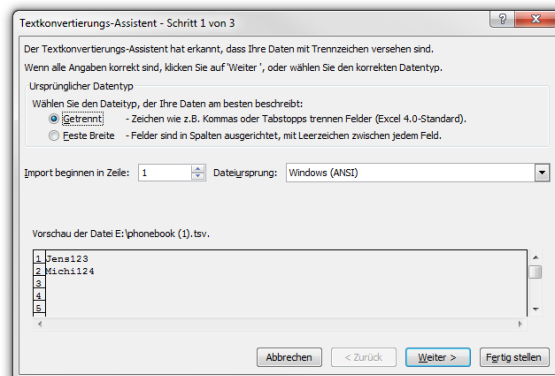 Textkonvertierungs-Assistent - Schritt 1 von 3
Der Textkonvertierungs-Assistent hat erkannt, dass Ihre Daten mit Trennzeichen versehen sind.
Wenn alle Angaben korrekt sind, klicken Sie auf 'Weiter ', oder wählen Sie den korrekten Datentyp.
Ursprünglicher Datentyp
Wählen Sie den Dateityp, der Ihre Daten am besten beschreibt:
Getrennt - Zeichen wie z.B. Kommas oder Tabstopps trennen Felder (Excel 4.0-Standard).
Feste Breite - Felder sind in Spalten ausgerichtet, mit Leerzeichen zwischen jedem Feld.
Import beginnen in Zeile: 1 Dateiursprung: Windows (ANSI)
Vorschau der Datei E:\phonebook (1).tsv.
1 Jens123
2 Michi124
3
4
5
Abbrechen < Zurück Weiter > Fertig stellen